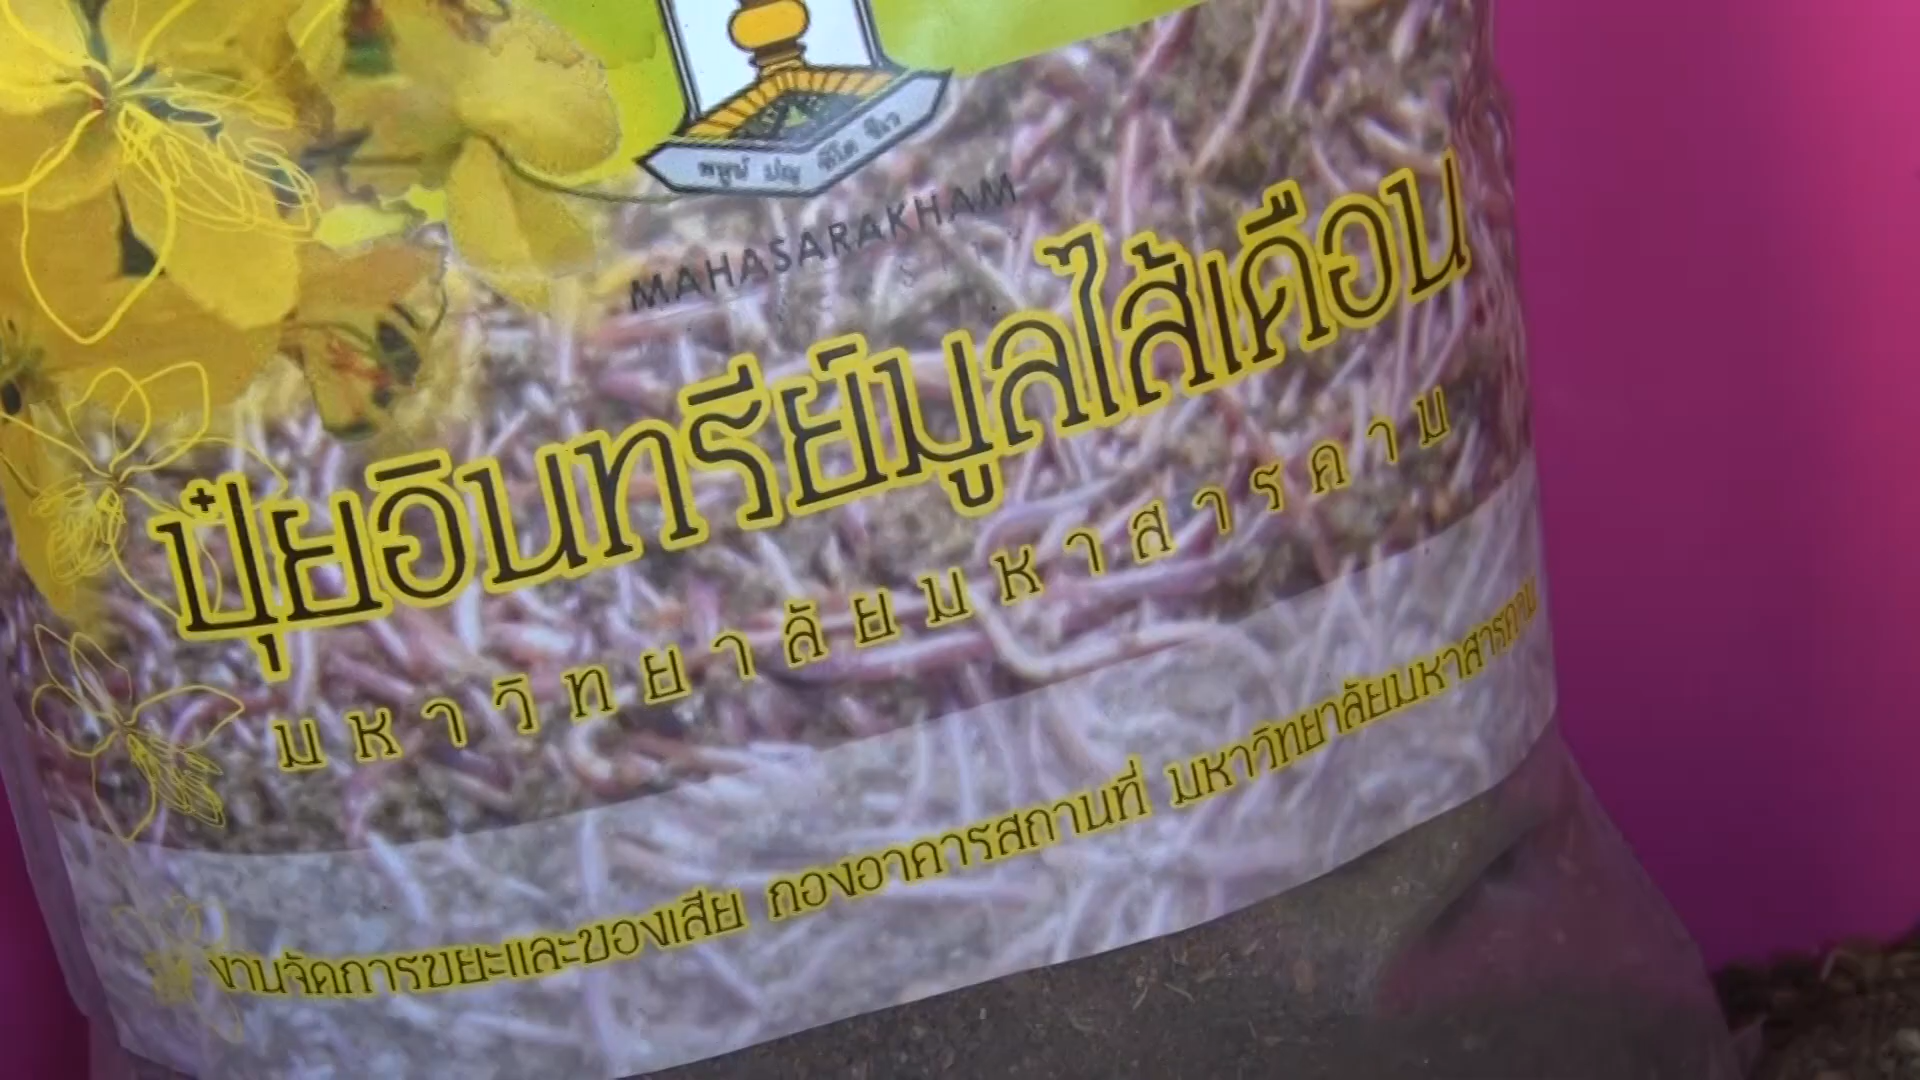 MAHASARAKHAM
ปุ๋ยอินทรีย์มูลไส้เดือน
มหาวิทยาลัยมหาสารคาม
งานจัดการขยะและของเสีย กองอาคารสถานที่ มหาวิทยาลัยมหาสารคาม